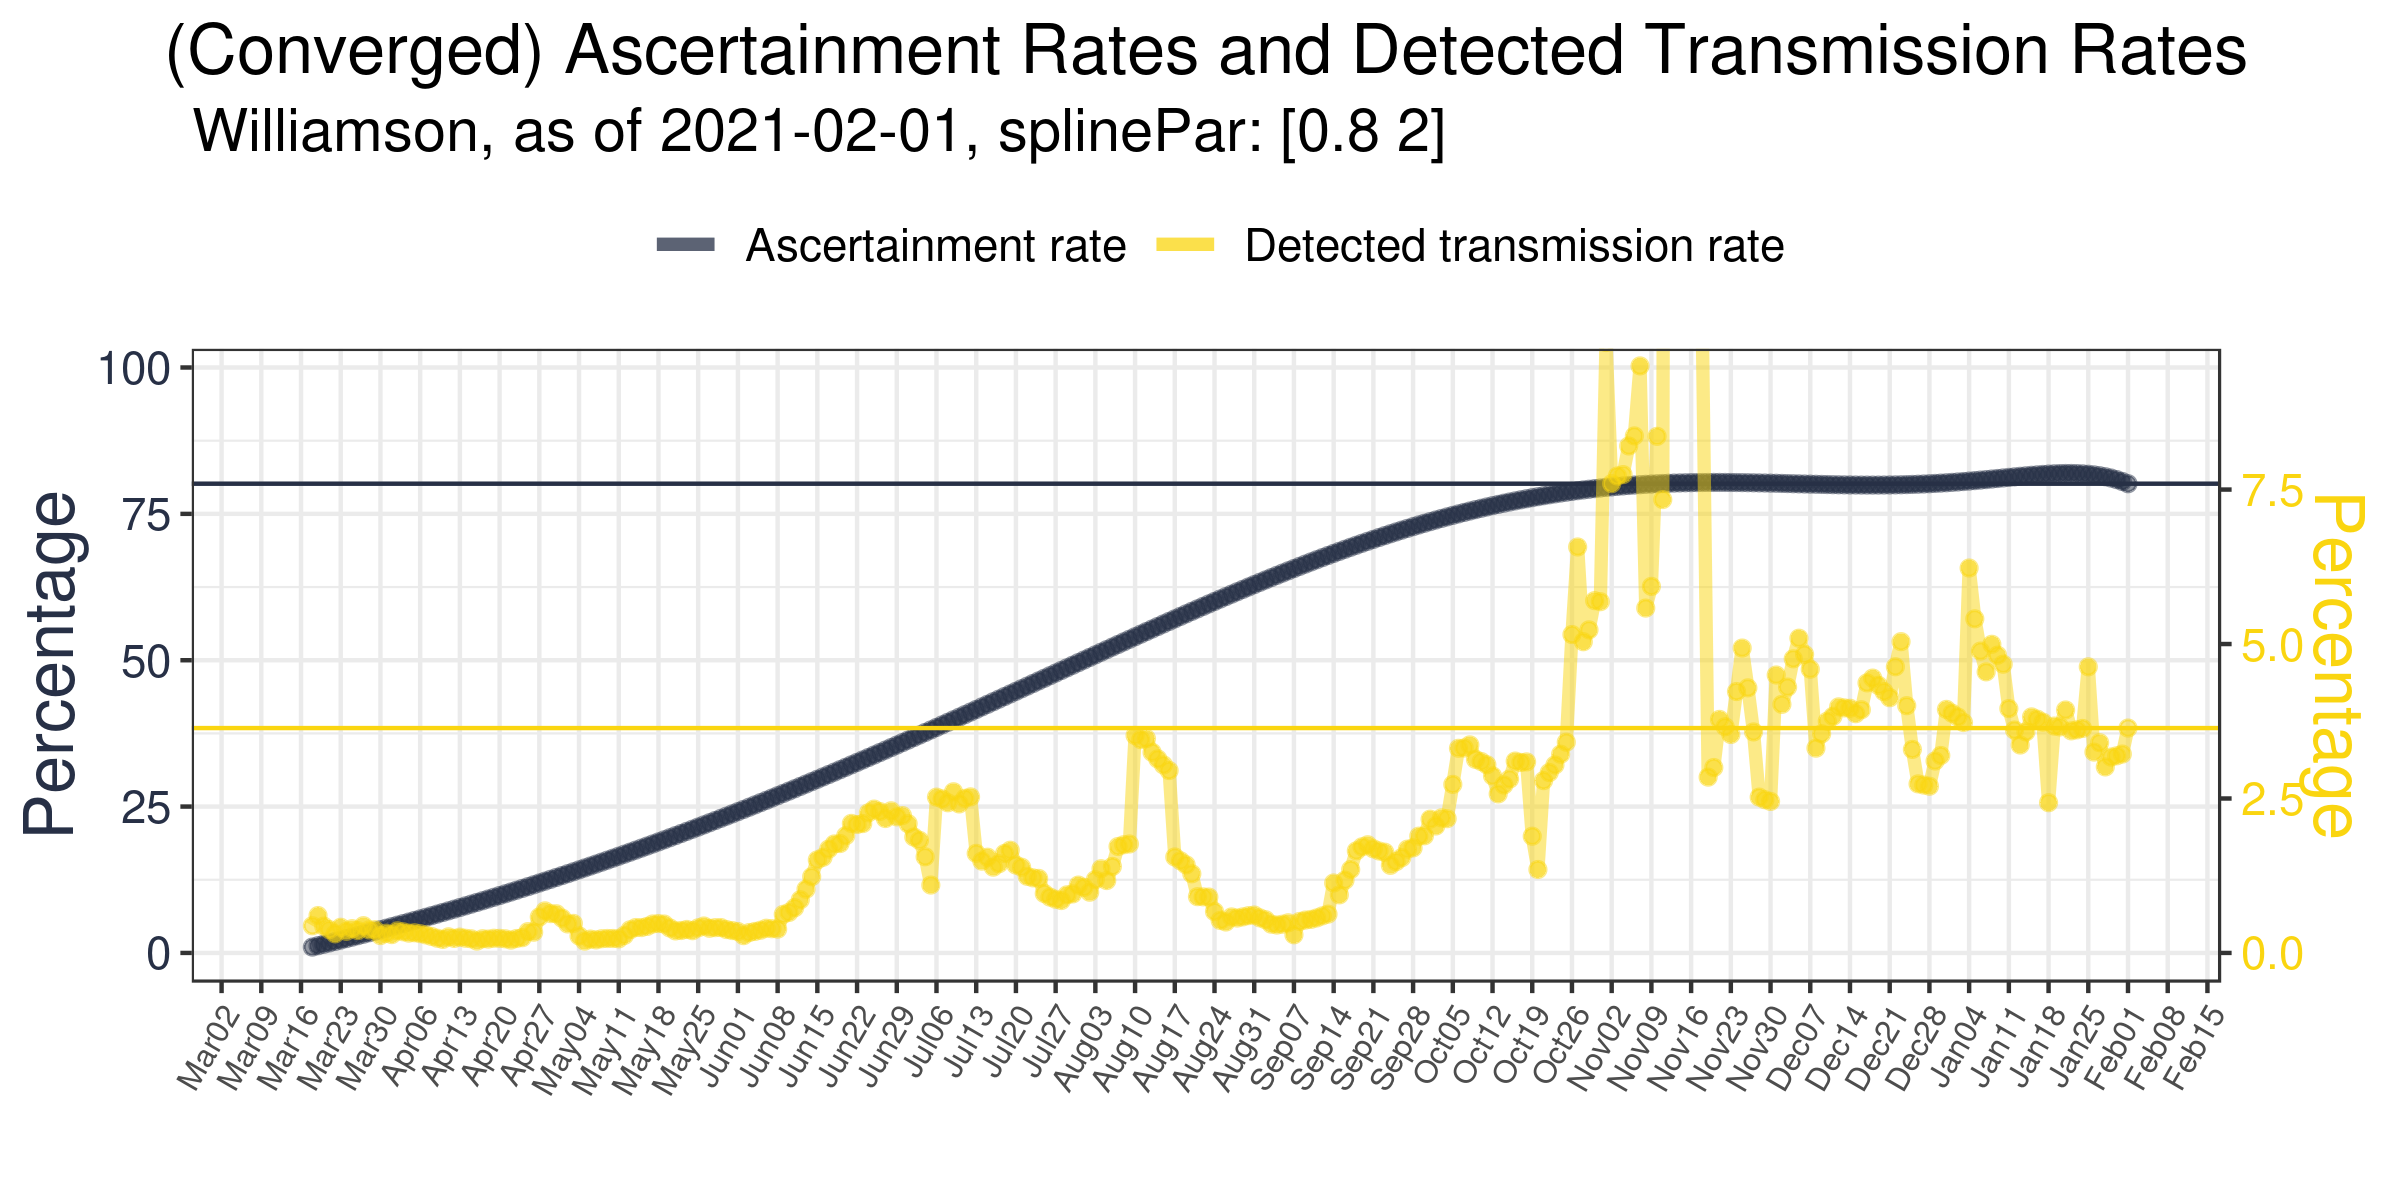 (Converged) Ascertainment Rates and Detected Transmission Rates
Williamson, as of 2021-02-01, splinePar: [0.8 2]
Ascertainment rate
Detected transmission rate
Percentage
100
75
50
25
0
7.5
5.0
2.5
0.0
Percentage
Mar02
Mar09
Mar16
Mar23
Mar30
Apr06
Apr13
Apr20
Apr27
May04
May11
May18
May25
Jun01
Jun08
Jun15
Jun22
Jun29
Jul06
Jul13
Jul20
Jul27
Aug03
Aug10
Aug17
Aug24
Aug31
Sep07
Sep14
Sep21
Sep28
Oct05
Oct12
Oct19
Oct26
Nov02
Nov09
Nov16
Nov23
Nov30
Dec07
Dec14
Dec21
Dec28
Jan04
Jan11
Jan18
Jan25
Feb01
Feb08
Feb15